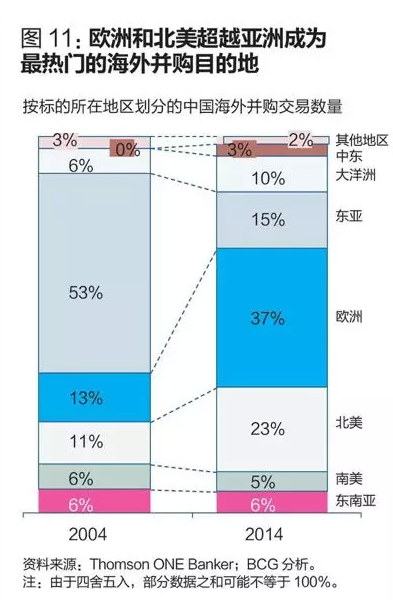 图 11：欧洲和北美超越亚洲成为
最热门的海外并购目的地
按标的所在地区划分的中国海外并购交易数量
3% 2% 其他地区
0% 3% 中东
6% 10% 大洋洲
53% 15% 东亚
13% 37% 欧洲
11% 23% 北美
6% 5% 南美
6% 6% 东南亚
2004 2014
资料来源：Thomson ONE Banker；BCG 分析。
注：由于四舍五入，部分数据之和可能不等于 100%。